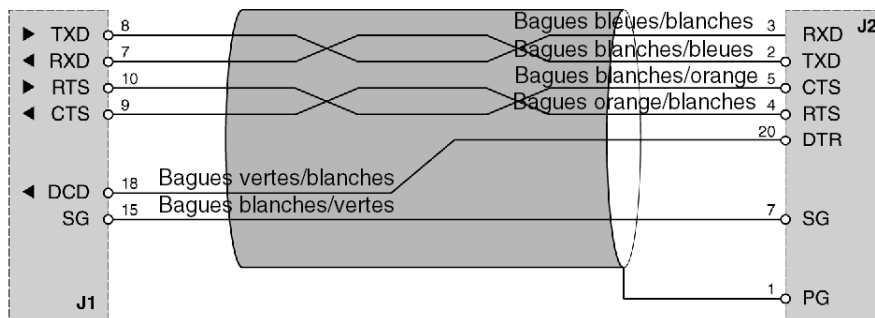 8 Bagues bleues/blanches 3 J2
TXD RXD
7 Bagues blanches/bleues 2
RXD TXD
10 Bagues blanches/orange 5
RTS CTS
9 Bagues orange/blanches 4
CTS RTS
20
DTR
18 Bagues vertes/blanches
DCD
15 Bagues blanches/vertes 7
SG SG
1
J1 PG